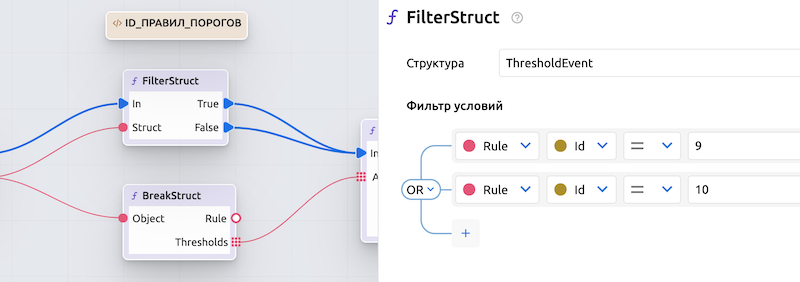 </> ID_ПРАВИЛ_ПОРОГОВ
ƒ FilterStruct
In True
Struct False
ƒ
In
A
ƒ BreakStruct
Object Rule
Thresholds
ƒ FilterStruct ?
Структура ThresholdEvent
Фильтр условий
Rule Id = 9
OR
Rule Id = 10
+